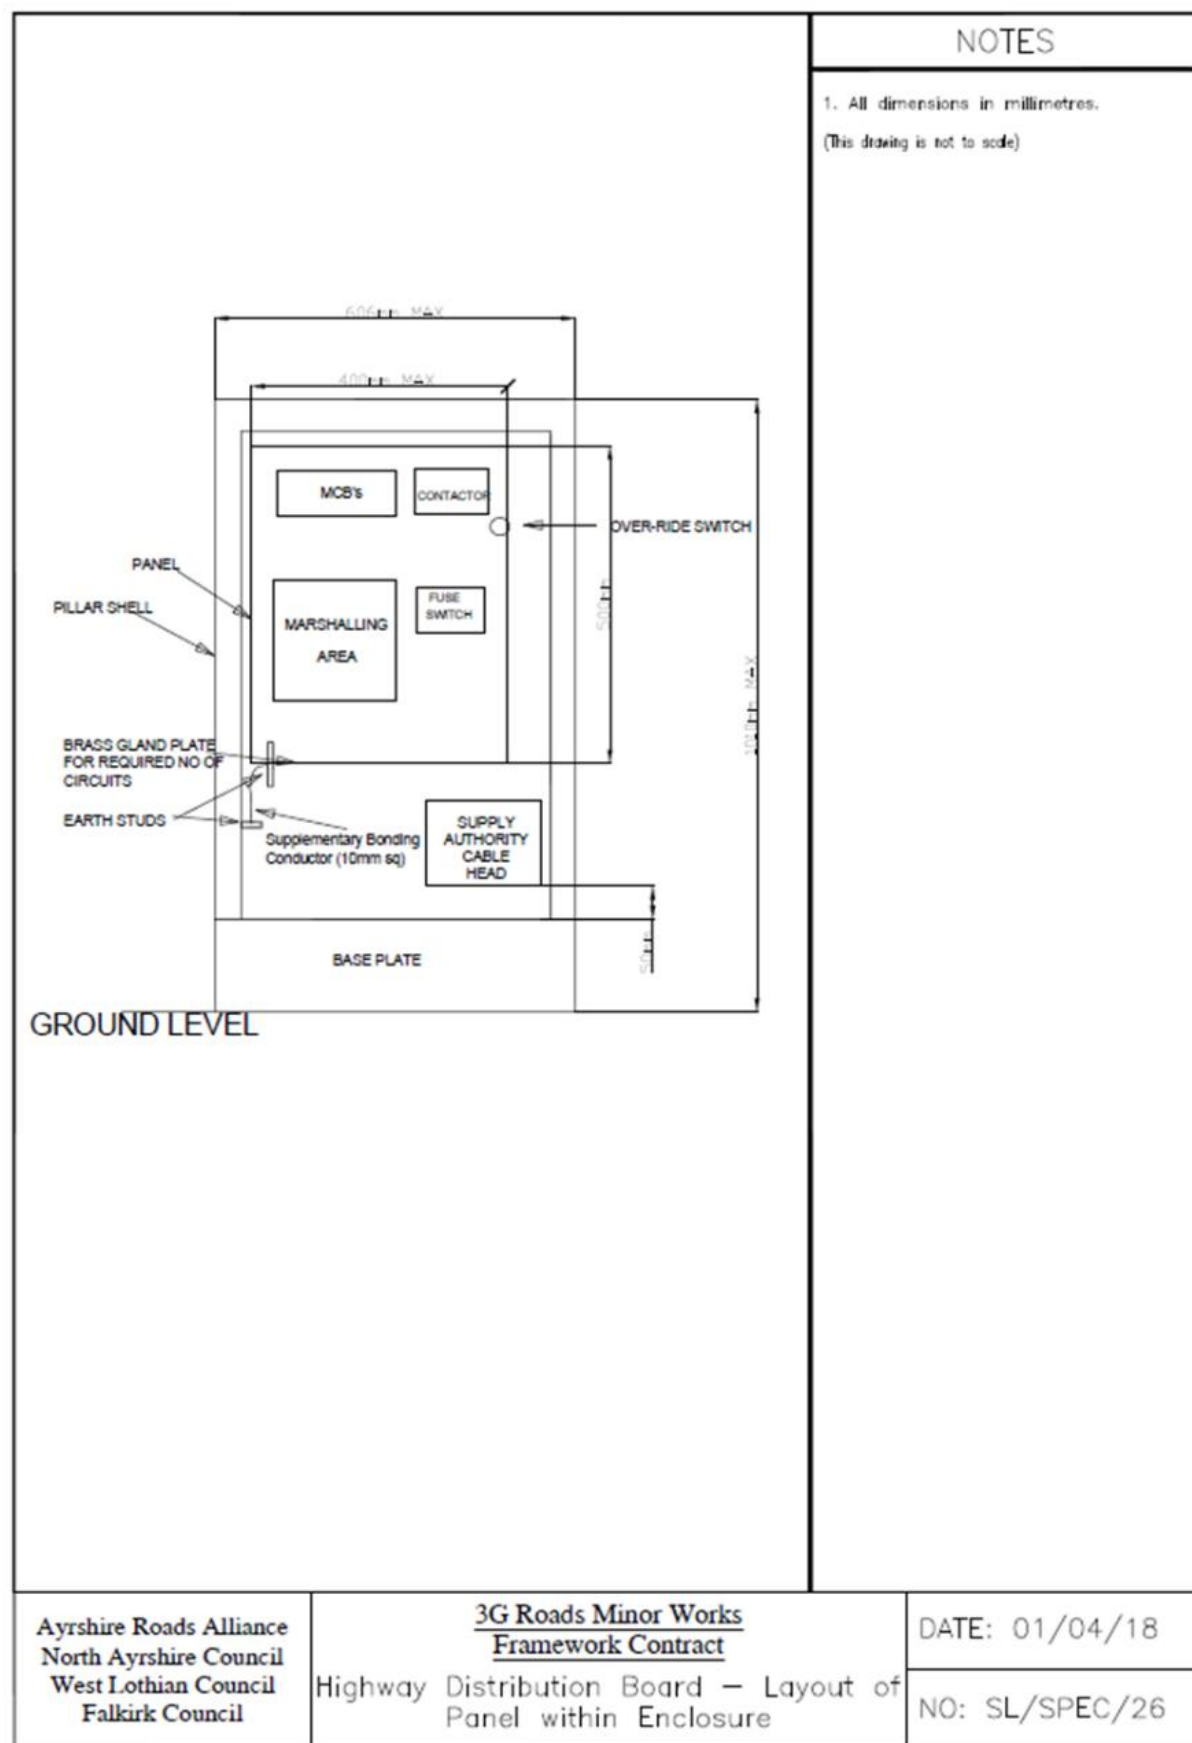 NOTES
1. All dimensions in millimetres.
(This drawing is not to scale)
606mm MAX
400mm MAX
MCB's
CONTACTOR
OVER-RIDE SWITCH
PANEL
PILLAR SHELL
FUSE
SWITCH
MARSHALLING
AREA
500mm
1010mm MAX
BRASS GLAND PLATE
FOR REQUIRED NO OF
CIRCUITS
EARTH STUDS
Supplementary Bonding
Conductor (10mm sq)
SUPPLY
AUTHORITY
CABLE
HEAD
50mm
BASE PLATE
GROUND LEVEL
Ayrshire Roads Alliance
North Ayrshire Council
West Lothian Council
Falkirk Council
3G Roads Minor Works
Framework Contract
Highway Distribution Board – Layout of
Panel within Enclosure
DATE: 01/04/18
NO: SL/SPEC/26